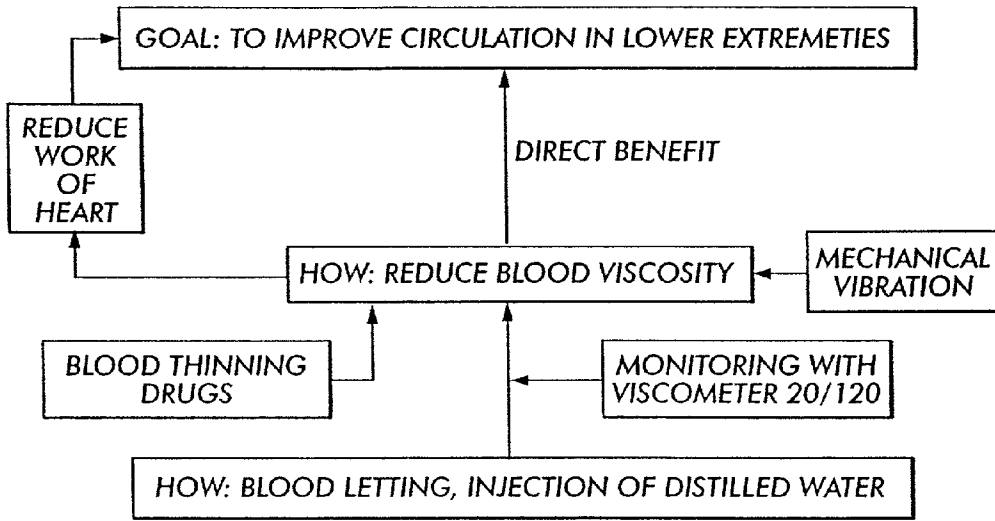 GOAL: TO IMPROVE CIRCULATION IN LOWER EXTREMETIES
REDUCE
WORK
OF
HEART
DIRECT BENEFIT
HOW: REDUCE BLOOD VISCOSITY
MECHANICAL
VIBRATION
BLOOD THINNING
DRUGS
MONITORING WITH
VISCOMETER 20/120
HOW: BLOOD LETTING, INJECTION OF DISTILLED WATER